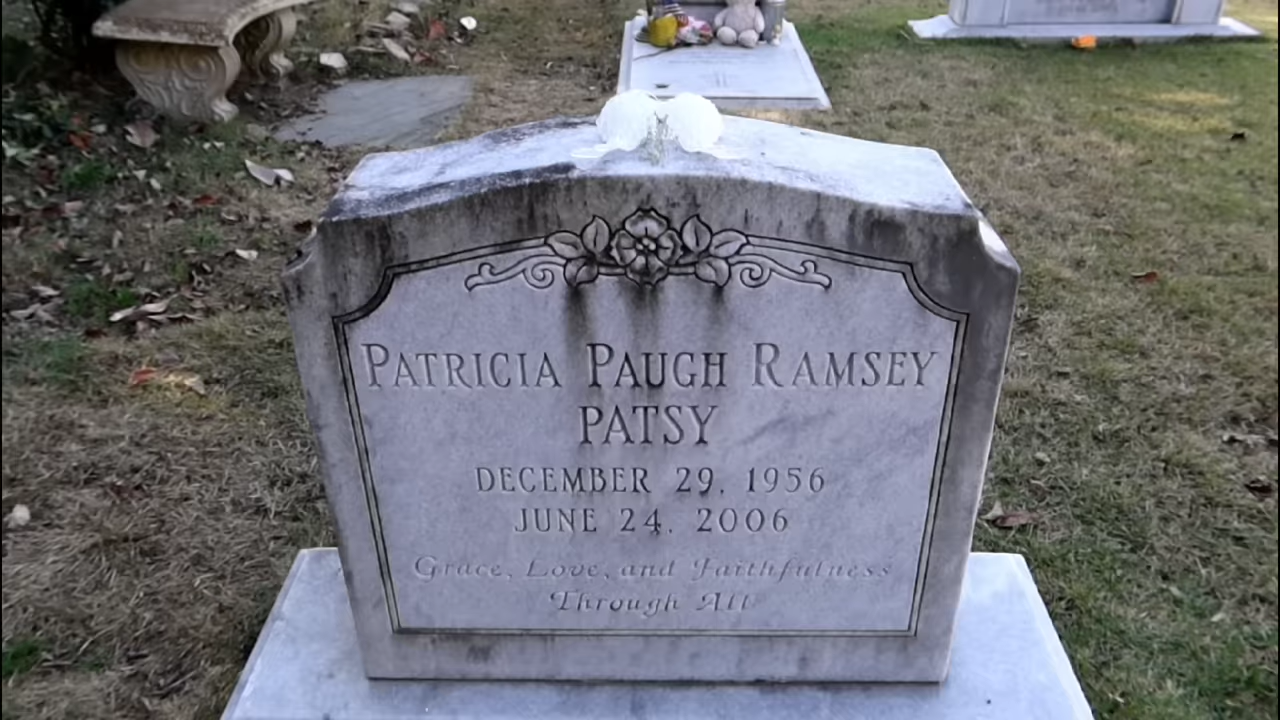 PATRICIA PAUGH RAMSEY
PATSY
DECEMBER 29, 1956
JUNE 24, 2006
Grace, Love, and Faithfulness
Through All